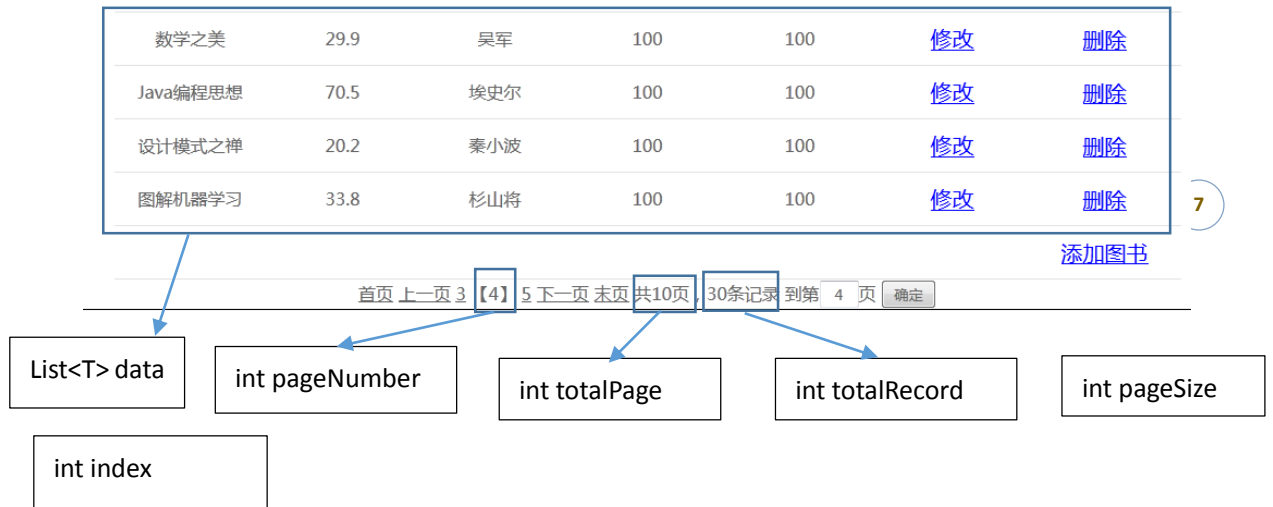 数学之美 29.9 吴军 100 100 修改 删除
Java编程思想 70.5 埃史尔 100 100 修改 删除
设计模式之禅 20.2 秦小波 100 100 修改 删除
图解机器学习 33.8 杉山将 100 100 修改 删除
7
添加图书
首页 上一页 3 【4】 5 下一页 末页 共10页 , 30条记录 到第 4 页 确定
List<T> data
int pageNumber
int totalPage
int totalRecord
int pageSize
int index